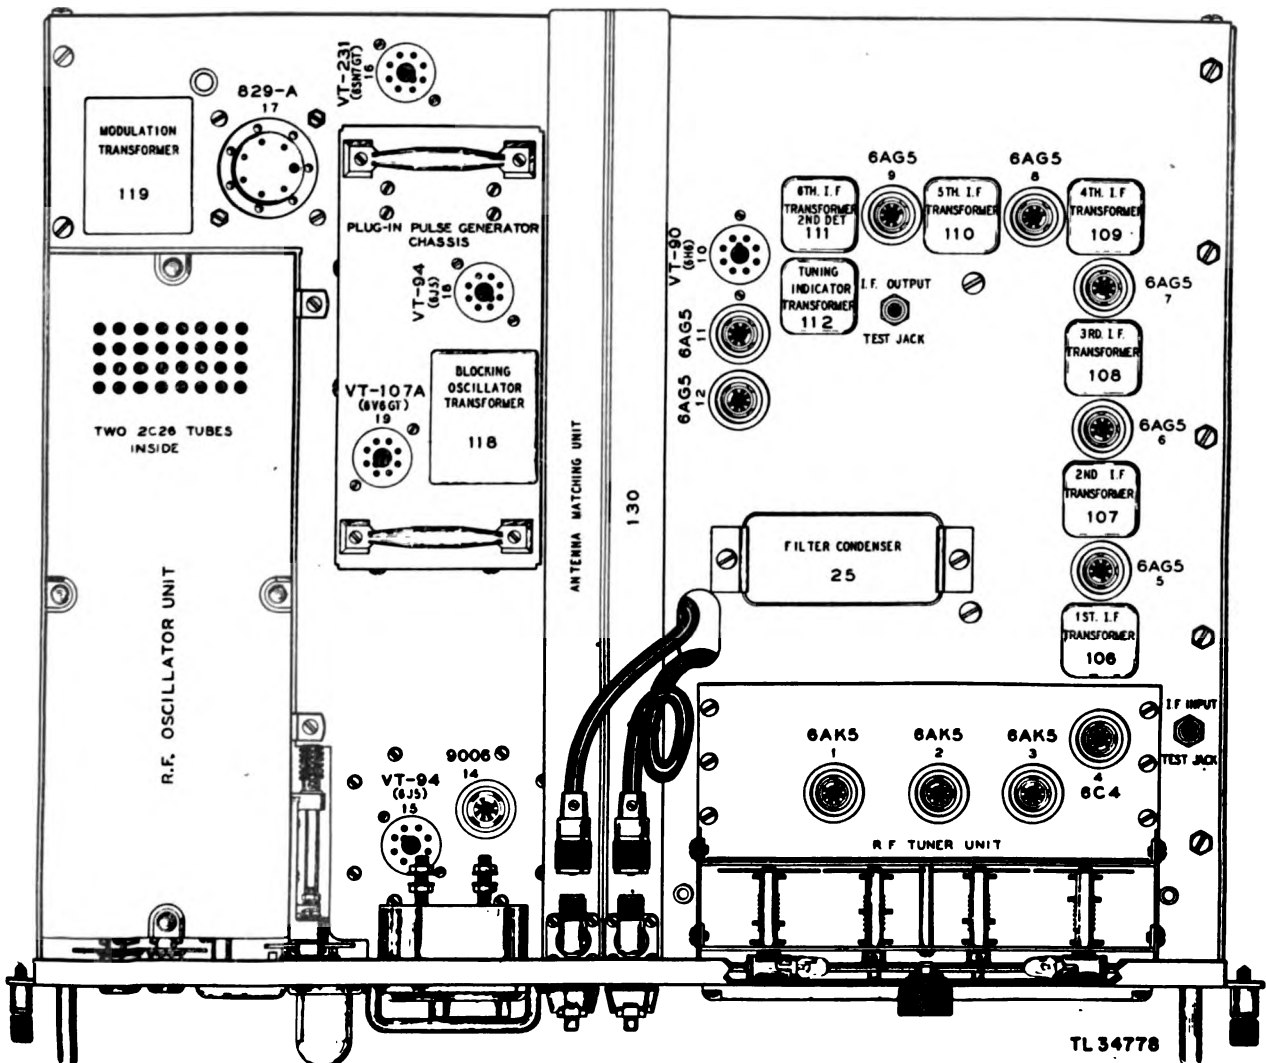 VT-231
(6SN7GT)
16
829-A
17
MODULATION
TRANSFORMER
119
PLUG-IN PULSE GENERATOR
CHASSIS
VT-94
(6J5)
18
VT-107A
(6V6GT)
19
BLOCKING
OSCILLATOR
TRANSFORMER
118
TWO 2C26 TUBES
INSIDE
R.F. OSCILLATOR UNIT
VT-94
(6J5)
15
9006
14
ANTENNA MATCHING UNIT
130
VT-90
(6H6)
10
6AG5
11
6AG5
12
6TH. I.F
TRANSFORMER
2ND DET
111
6AG5
9
5TH. I.F
TRANSFORMER
110
6AG5
8
4TH. I.F
TRANSFORMER
109
TUNING
INDICATOR
TRANSFORMER
112
I.F. OUTPUT
TEST JACK
6AG5
7
3RD. I.F.
TRANSFORMER
108
6AG5
6
2ND I.F
TRANSFORMER
107
6AG5
5
1ST. I.F
TRANSFORMER
106
FILTER CONDENSER
25
I.F INPUT
TEST JACK
6AK5
1
6AK5
2
6AK5
3
4
6C4
R F TUNER UNIT
TL 34778